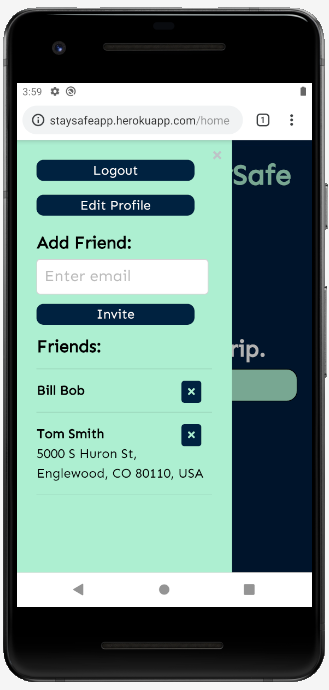 3:59
staysafeapp.herokuapp.com/home
1
×
Logout
Safe
Edit Profile
Add Friend:
Enter email
Invite
rip.
Friends:
Bill Bob ×
Tom Smith ×
5000 S Huron St,
Englewood, CO 80110, USA